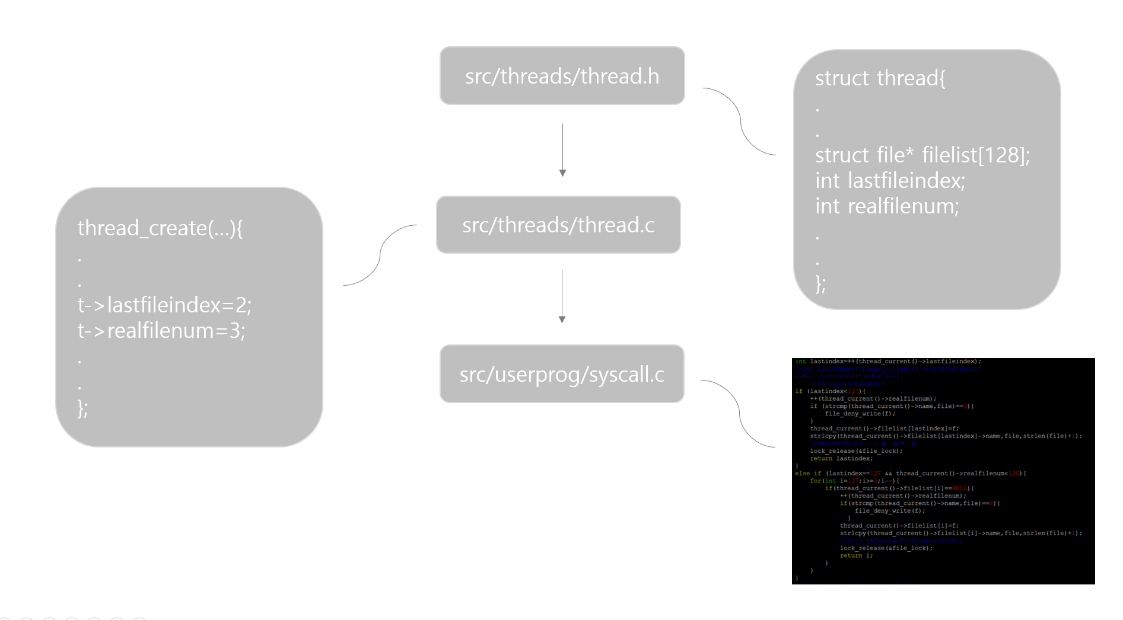 src/threads/thread.h
struct thread{
.
.
struct file* filelist[128];
int lastfileindex;
int realfilenum;
.
.
};
src/threads/thread.c
thread_create(...){
.
.
t->lastfileindex=2;
t->realfilenum=3;
.
.
};
src/userprog/syscall.c
int lastindex=++(thread_current()->lastfileindex);
if (lastindex<127){
++(thread_current()->realfilenum);
if (strcmp(thread_current()->name,file)==0){
file_deny_write(f);
}
thread_current()->filelist[lastindex]=f;
strlcpy(thread_current()->filelist[lastindex]->name,file,strlen(file)+1);
lock_release(&file_lock);
return lastindex;
}
else if (lastindex==127 && thread_current()->realfilenum<128){
for(int i=127;i>=3;i--){
if(thread_current()->filelist[i]==NULL){
++(thread_current()->realfilenum);
if(strcmp(thread_current()->name,file)==0){
file_deny_write(f);
}
thread_current()->filelist[i]=f;
strlcpy(thread_current()->filelist[i]->name,file,strlen(file)+1);
lock_release(&file_lock);
return i;
}
}
}